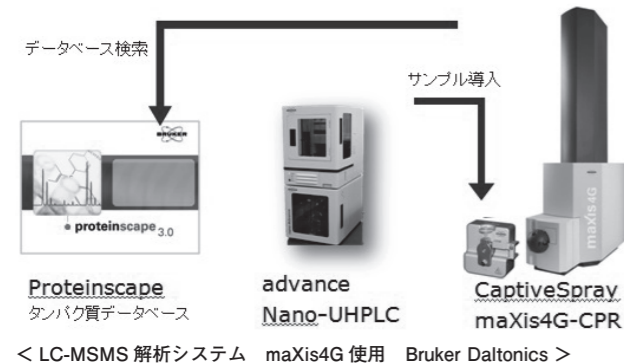 データベース検索
サンプル導入
BRUKER
proteinscape 3.0
maXis4G
Proteinscape
タンパク質データベース
advance
Nano-UHPLC
CaptiveSpray
maXis4G-CPR
< LC-MSMS 解析システム maXis4G 使用 Bruker Daltonics >